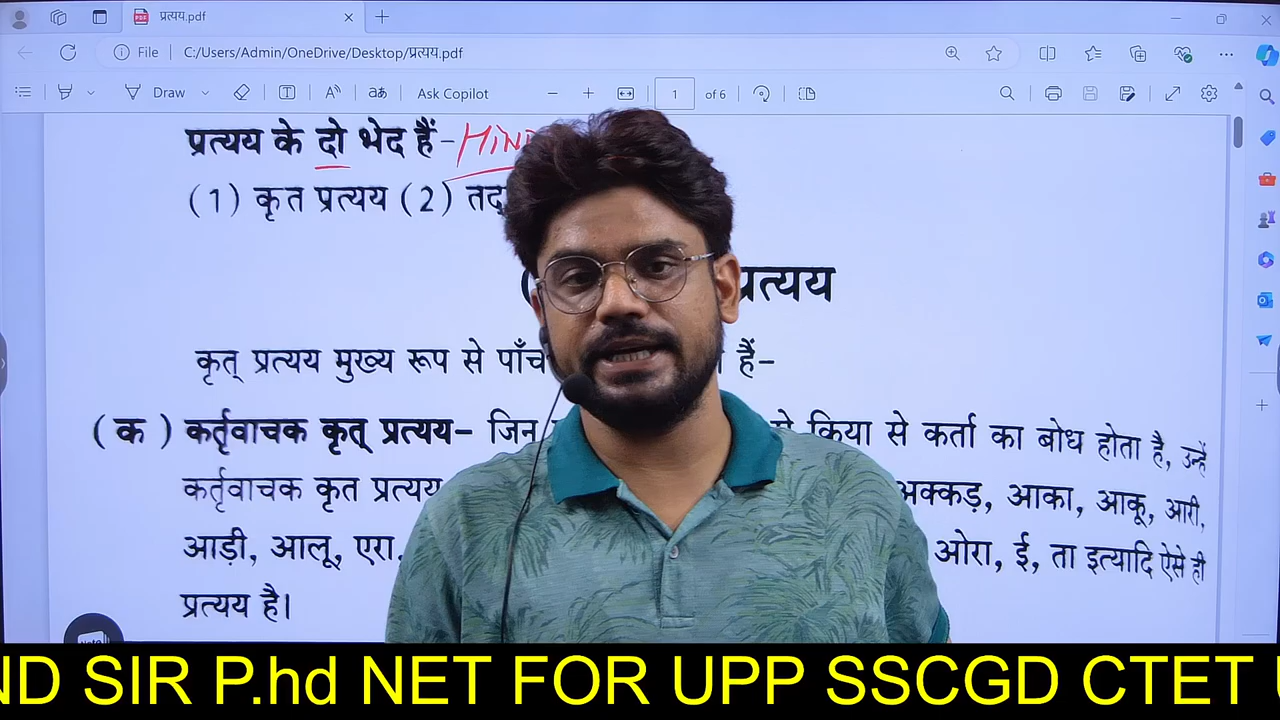 प्रत्यय.pdf
File C:/Users/Admin/OneDrive/Desktop/प्रत्यय.pdf
Draw Ask Copilot 1 of 6
प्रत्यय के दो भेद हैं-
(1) कृत प्रत्यय (2)
प्रत्यय
कृत् प्रत्यय मुख्य रूप से पाँच हैं-
(क) कर्तृवाचक कृत् प्रत्यय- जिन से क्रिया से कर्ता का बोध होता है, उन्हें
कर्तृवाचक कृत प्रत्यय अक्कड़, आका, आकू, आरी,
आड़ी, आलू, एरा, ओरा, ई, ता इत्यादि ऐसे ही
प्रत्यय है।
SIR P.hd NET FOR UPP SSCGD CTET